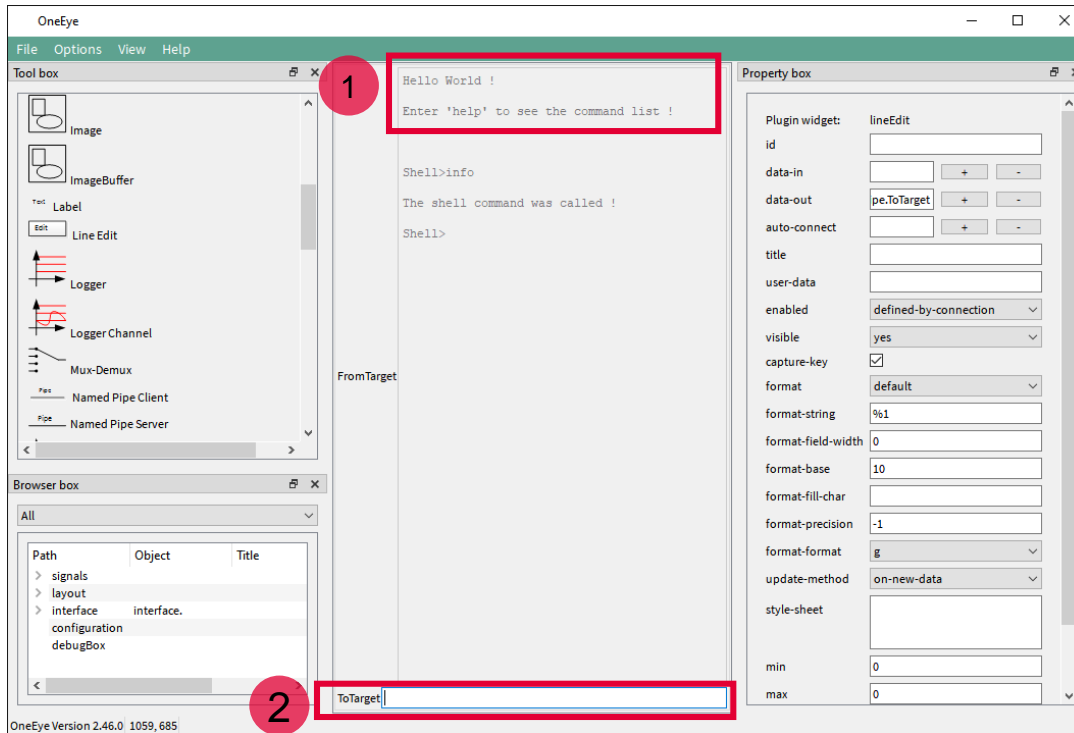 OneEye
File Options View Help
Tool box
Image
ImageBuffer
Text Label
Edit Line Edit
Logger
Logger Channel
Mux-Demux
Pipe Named Pipe Client
Pipe Named Pipe Server
Browser box
All
Path Object Title
signals
layout
interface interface.
configuration
debugBox
OneEye Version 2.46.0 1059, 685
1
Hello World !
Enter 'help' to see the command list !
Shell>info
The shell command was called !
Shell>
FromTarget
2
ToTarget
Property box
Plugin widget: lineEdit
id
data-in + -
data-out pe.ToTarget + -
auto-connect + -
title
user-data
enabled defined-by-connection
visible yes
capture-key
format default
format-string %1
format-field-width 0
format-base 10
format-fill-char
format-precision -1
format-format g
update-method on-new-data
style-sheet
min 0
max 0